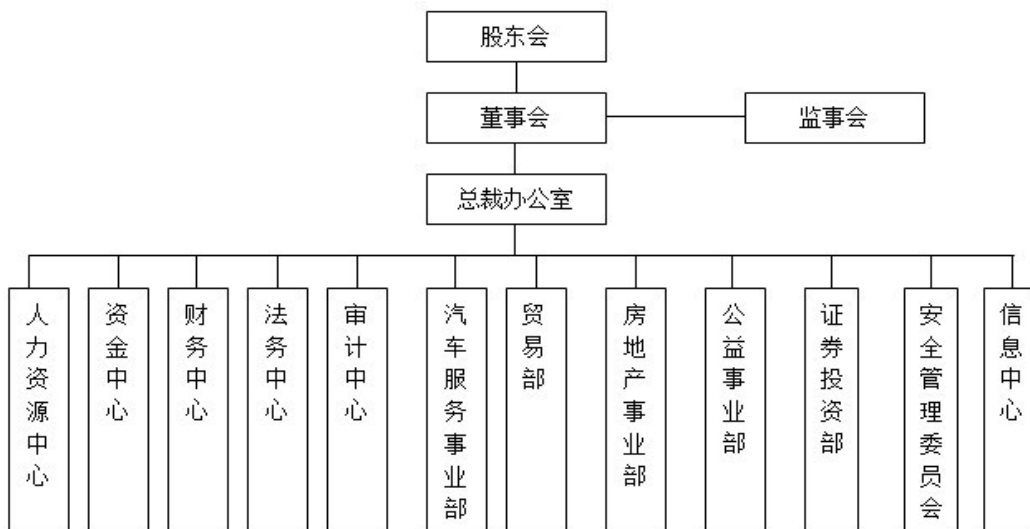 股东会
董事会
监事会
总裁办公室
人力资源中心
资金中心
财务中心
法务中心
审计中心
汽车服务事业部
贸易部
房地产事业部
公益事业部
证券投资部
安全管理委员会
信息中心